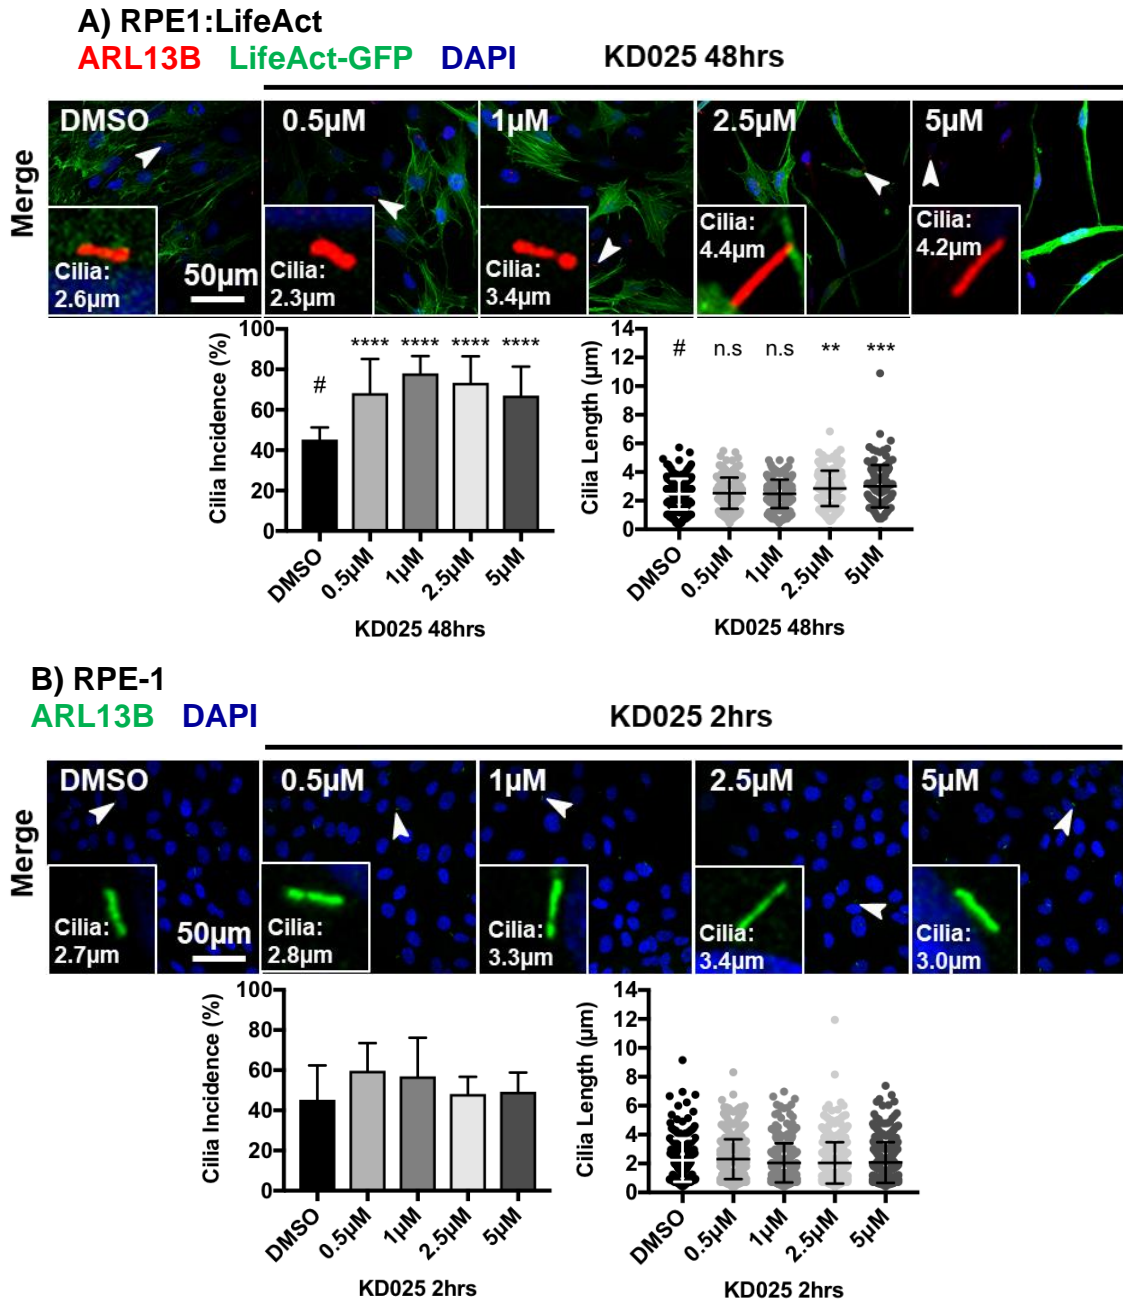 A) RPE1:LifeAct
ARL13B LifeAct-GFP DAPI KD025 48hrs
Merge
DMSO 0.5µM 1µM 2.5µM 5µM
Cilia: 2.6µm
50µm
Cilia: 2.3µm
Cilia: 3.4µm
Cilia: 4.4µm
Cilia: 4.2µm
Cilia Incidence (%)
100
80
60
40
20
0
# **** **** **** ****
DMSO 0.5µM 1µM 2.5µM 5µM
KD025 48hrs
Cilia Length (µm)
14
12
10
8
6
4
2
0
# n.s n.s ** ***
DMSO 0.5µM 1µM 2.5µM 5µM
KD025 48hrs
B) RPE-1
ARL13B DAPI KD025 2hrs
Merge
DMSO 0.5µM 1µM 2.5µM 5µM
Cilia: 2.7µm
50µm
Cilia: 2.8µm
Cilia: 3.3µm
Cilia: 3.4µm
Cilia: 3.0µm
Cilia Incidence (%)
100
80
60
40
20
0
DMSO 0.5µM 1µM 2.5µM 5µM
KD025 2hrs
Cilia Length (µm)
14
12
10
8
6
4
2
0
DMSO 0.5µM 1µM 2.5µM 5µM
KD025 2hrs